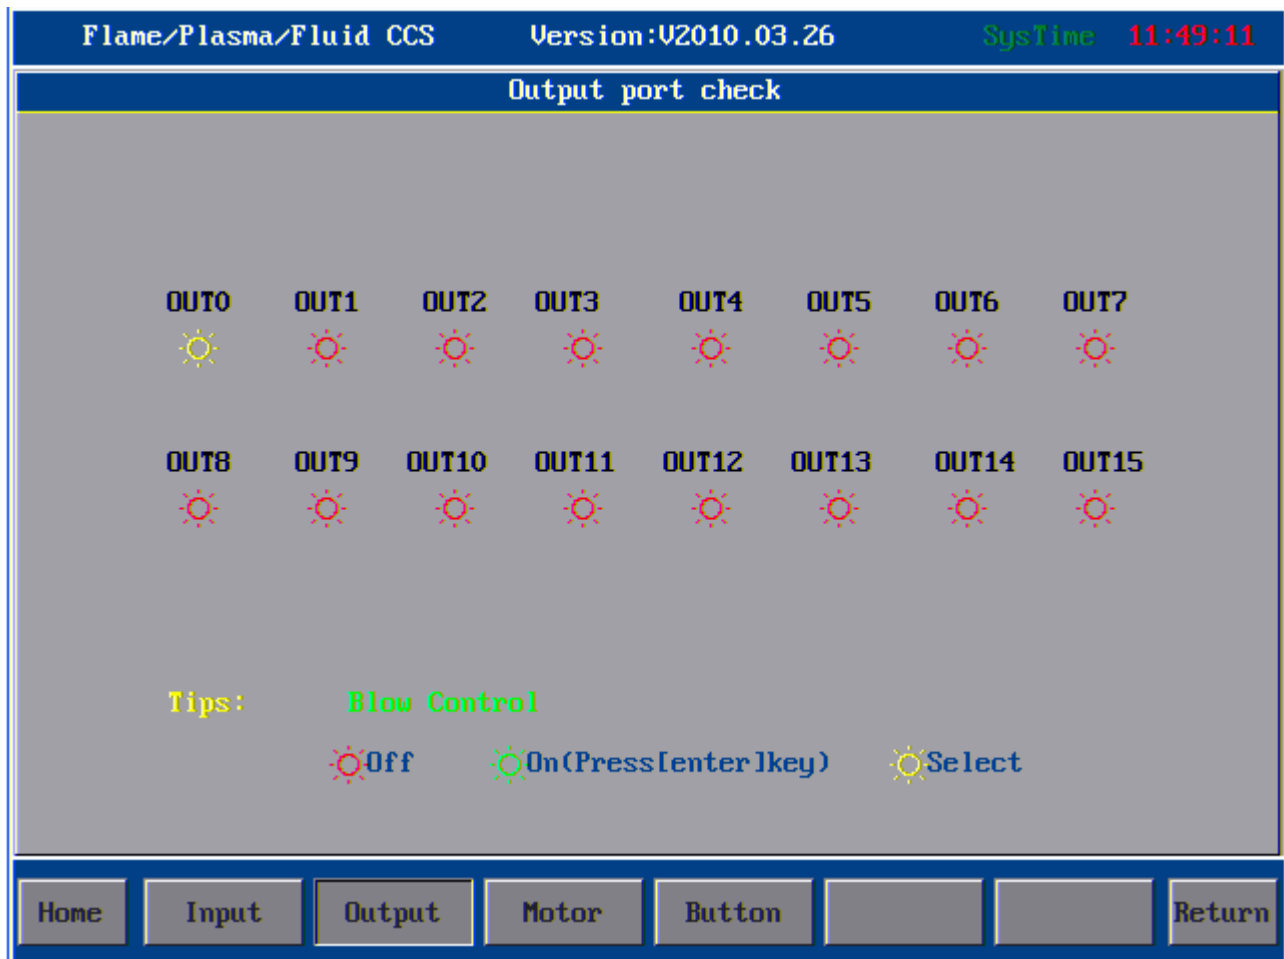 Flame/Plasma/Fluid CCS Version:V2010.03.26 SysTime 11:49:11
Output port check
OUT0 OUT1 OUT2 OUT3 OUT4 OUT5 OUT6 OUT7
OUT8 OUT9 OUT10 OUT11 OUT12 OUT13 OUT14 OUT15
Tips: Blow Control
Off On(Press[enter]key) Select
Home Input Output Motor Button Return